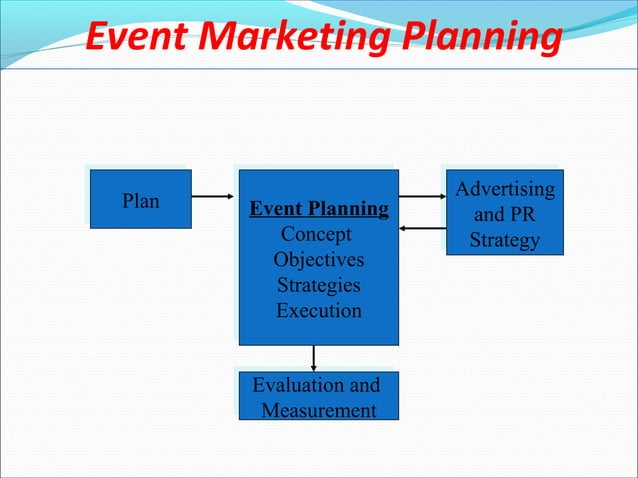 Event Marketing Planning
Plan
Event Planning
Concept
Objectives
Strategies
Execution
Advertising
and PR
Strategy
Evaluation and
Measurement